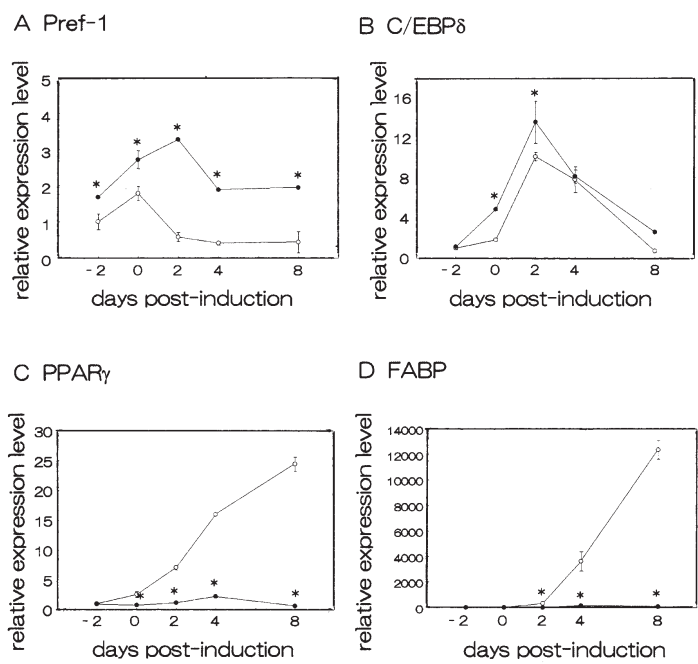 A Pref-1
relative expression level
5
4
3
2
1
0
*
*
*
*
*
-2 0 2 4 8
days post-induction
B C/EBPδ
relative expression level
16
12
8
4
0
*
*
-2 0 2 4 8
days post-induction
C PPARγ
relative expression level
30
25
20
15
10
5
0
*
*
*
*
-2 0 2 4 8
days post-induction
D FABP
relative expression level
14000
12000
10000
8000
6000
4000
2000
0
*
*
*
-2 0 2 4 8
days post-induction